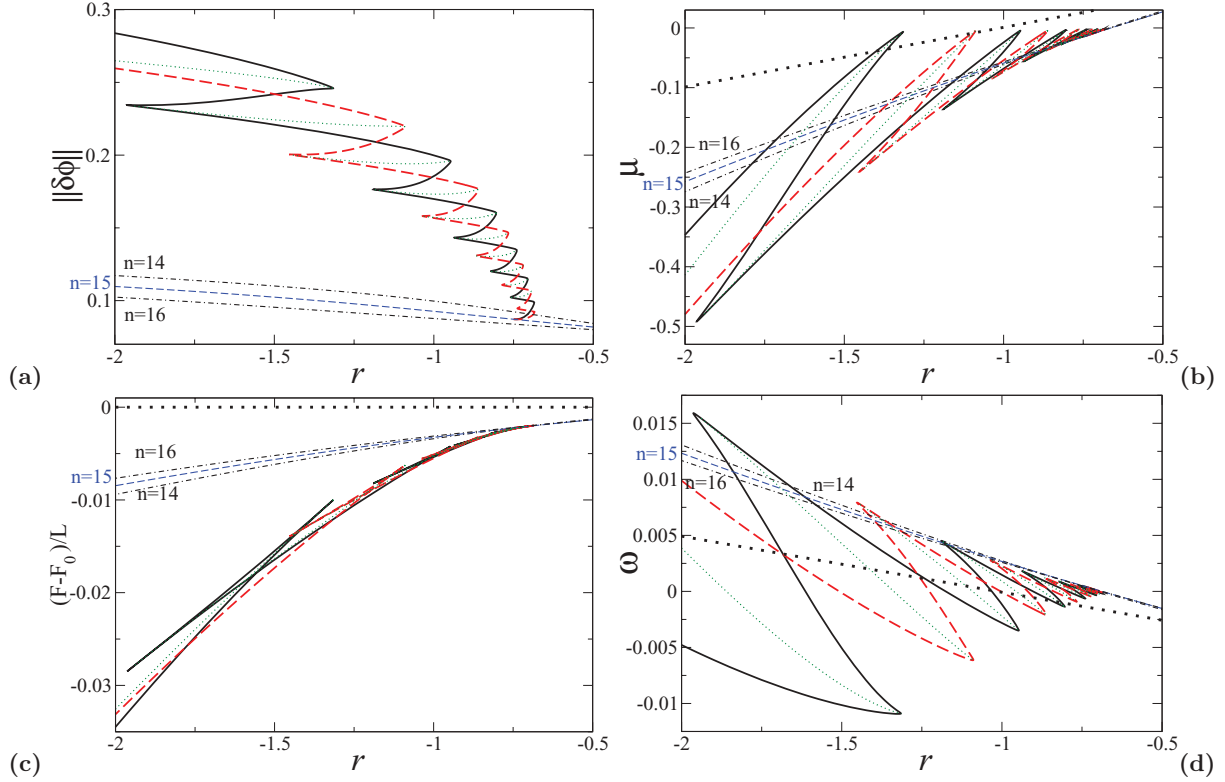 0.3
0.2
0.1
||δϕ||
n=14
n=15
n=16
-2
-1.5
-1
-0.5
r
(a)
0
-0.1
-0.2
-0.3
-0.4
-0.5
μ
n=16
n=15
n=14
-2
-1.5
-1
-0.5
r
(b)
0
-0.01
-0.02
-0.03
(F-F0)/L
n=16
n=15
n=14
-2
-1.5
-1
-0.5
r
(c)
0.015
0.01
0.005
0
-0.005
-0.01
ω
n=15
n=16
n=14
-2
-1.5
-1
-0.5
r
(d)